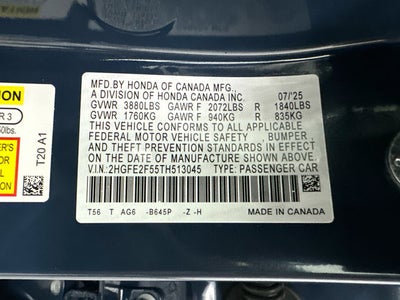 MFD.BY HONDA OF CANADA MFG.,
A DIVISION OF HONDA CANADA INC. 07/'25
GVWR 3880LBS GAWR F 2072LBS R 1840LBS
GVWR 1760KG GAWR F 940KG R 835KG
THIS VEHICLE CONFORMS TO ALL APPLICABLE
FEDERAL MOTOR VEHICLE SAFETY , BUMPER ,
AND THEFT PREVENTION STANDARDS IN EFFECT
ON THE DATE OF MANUFACTURE SHOWN ABOVE.
V.I.N:2HGFE2F55TH513045 TYPE: PASSENGER CAR
T56 T AG6 -B645P -Z -H MADE IN CANADA
T20 A1